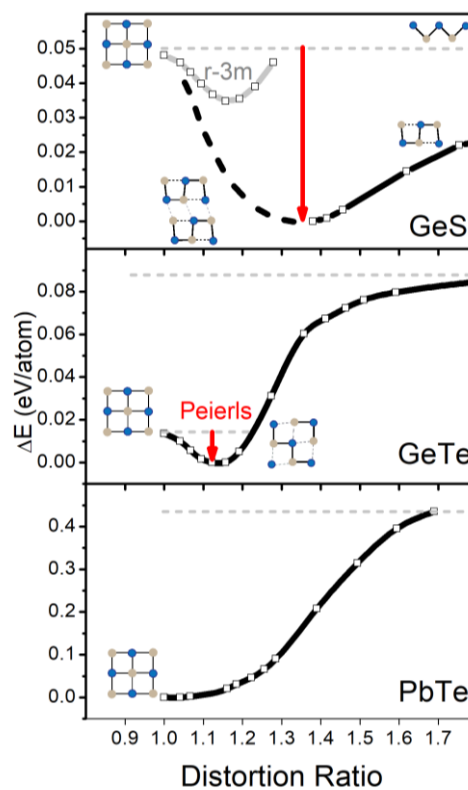 0.05
0.04
0.03
0.02
0.01
0.00
r-3m
GeS
0.08
0.06
0.04
0.02
0.00
Peierls
GeTe
ΔE (eV/atom)
0.4
0.3
0.2
0.1
0.0
PbTe
0.9 1.0 1.1 1.2 1.3 1.4 1.5 1.6 1.7
Distortion Ratio